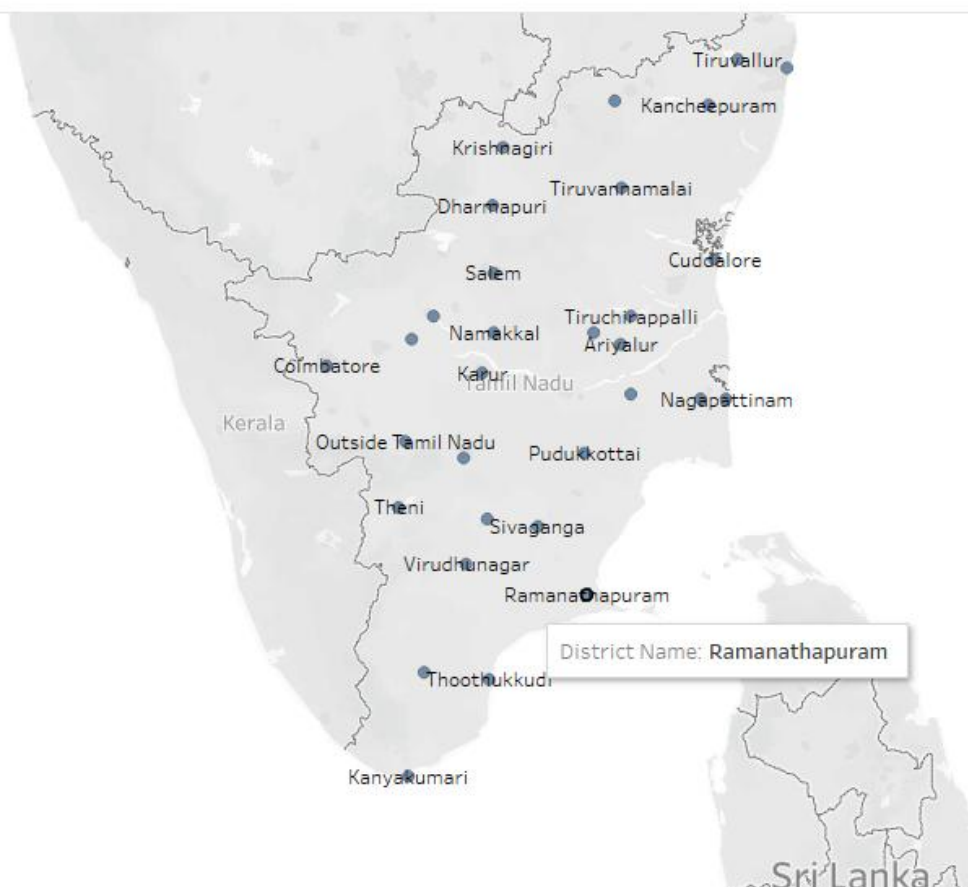 Tiruvallur
Kancheepuram
Krishnagiri
Tiruvannamalai
Dharmapuri
Cuddalore
Salem
Tiruchirappalli
Namakkal
Ariyalur
Coimbatore
Karur
Tamil Nadu
Nagapattinam
Kerala
Outside Tamil Nadu
Pudukkottai
Theni
Sivaganga
Virudhunagar
Ramanathapuram
District Name: Ramanathapuram
Thoothukkudi
Kanyakumari
Sri Lanka